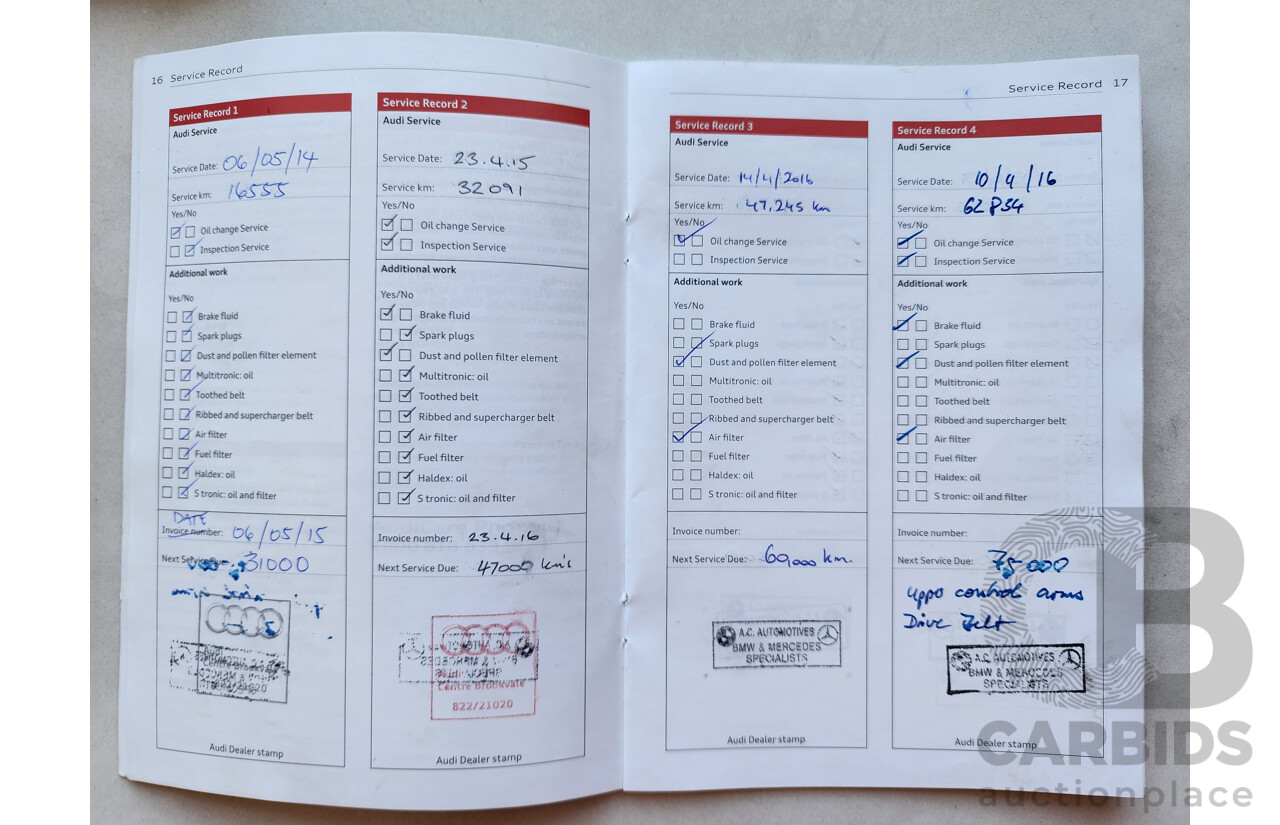 16 Service Record
Service Record 1
Audi Service
Service Date: 06/05/14
Service km: 16555
Yes/No
Oil change Service
Inspection Service
Additional work
Yes/No
Brake fluid
Spark plugs
Dust and pollen filter element
Multitronic: oil
Toothed belt
Ribbed and supercharger belt
Air filter
Fuel filter
Haldex: oil
S tronic: oil and filter
DATE
Invoice number: 06/05/15
Next Service Due: 31000
Audi Dealer stamp
Service Record 2
Audi Service
Service Date: 23.4.15
Service km: 32091
Yes/No
Oil change Service
Inspection Service
Additional work
Yes/No
Brake fluid
Spark plugs
Dust and pollen filter element
Multitronic: oil
Toothed belt
Ribbed and supercharger belt
Air filter
Fuel filter
Haldex: oil
S tronic: oil and filter
Invoice number: 23.4.16
Next Service Due: 47000 km's
Centre Brookvale
822/21020
Audi Dealer stamp
Service Record 17
Service Record 3
Audi Service
Service Date: 14/4/2016
Service km: 47,245 km
Yes/No
Oil change Service
Inspection Service
Additional work
Yes/No
Brake fluid
Spark plugs
Dust and pollen filter element
Multitronic: oil
Toothed belt
Ribbed and supercharger belt
Air filter
Fuel filter
Haldex: oil
S tronic: oil and filter
Invoice number:
Next Service Due: 60,000 km.
A.C. AUTOMOTIVES
BMW & MERCEDES
SPECIALISTS
Audi Dealer stamp
Service Record 4
Audi Service
Service Date: 10/4/16
Service km: 62834
Yes/No
Oil change Service
Inspection Service
Additional work
Yes/No
Brake fluid
Spark plugs
Dust and pollen filter element
Multitronic: oil
Toothed belt
Ribbed and supercharger belt
Air filter
Fuel filter
Haldex: oil
S tronic: oil and filter
Invoice number:
Next Service Due: 75000
uppo control arms
Drive Belt
A.C. AUTOMOTIVES
BMW & MERCEDES
SPECIALISTS
Audi Dealer stamp
CARBIDS
auctionplace